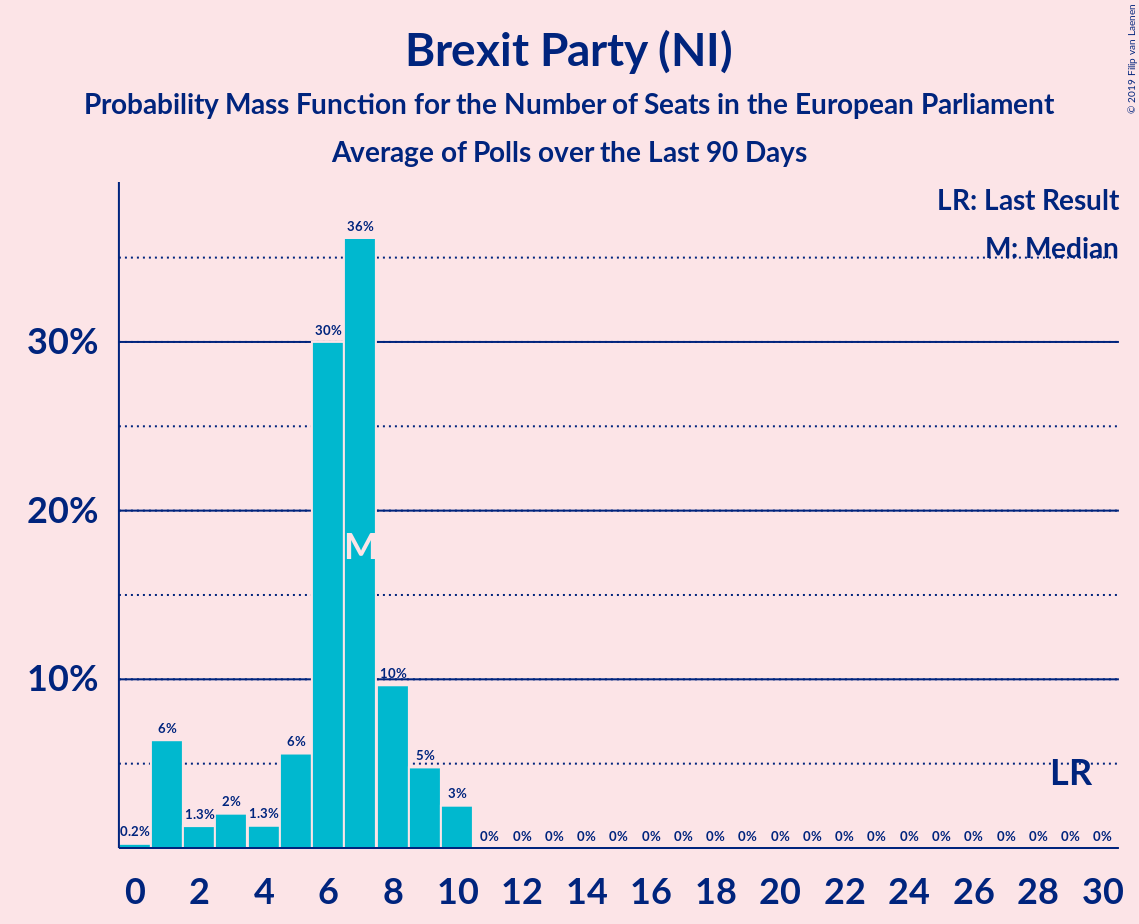 Brexit Party (NI)
Probability Mass Function for the Number of Seats in the European Parliament
Average of Polls over the Last 90 Days
© 2019 Filip van Laenen
LR: Last Result
M: Median
36%
30%
30%
20%
M
10%
10%
6%
6%
5%
LR
3%
2%
1.3%
1.3%
0.2%
0% 0% 0% 0% 0% 0% 0% 0% 0% 0% 0% 0% 0% 0% 0% 0% 0% 0% 0% 0%
0 2 4 6 8 10 12 14 16 18 20 22 24 26 28 30